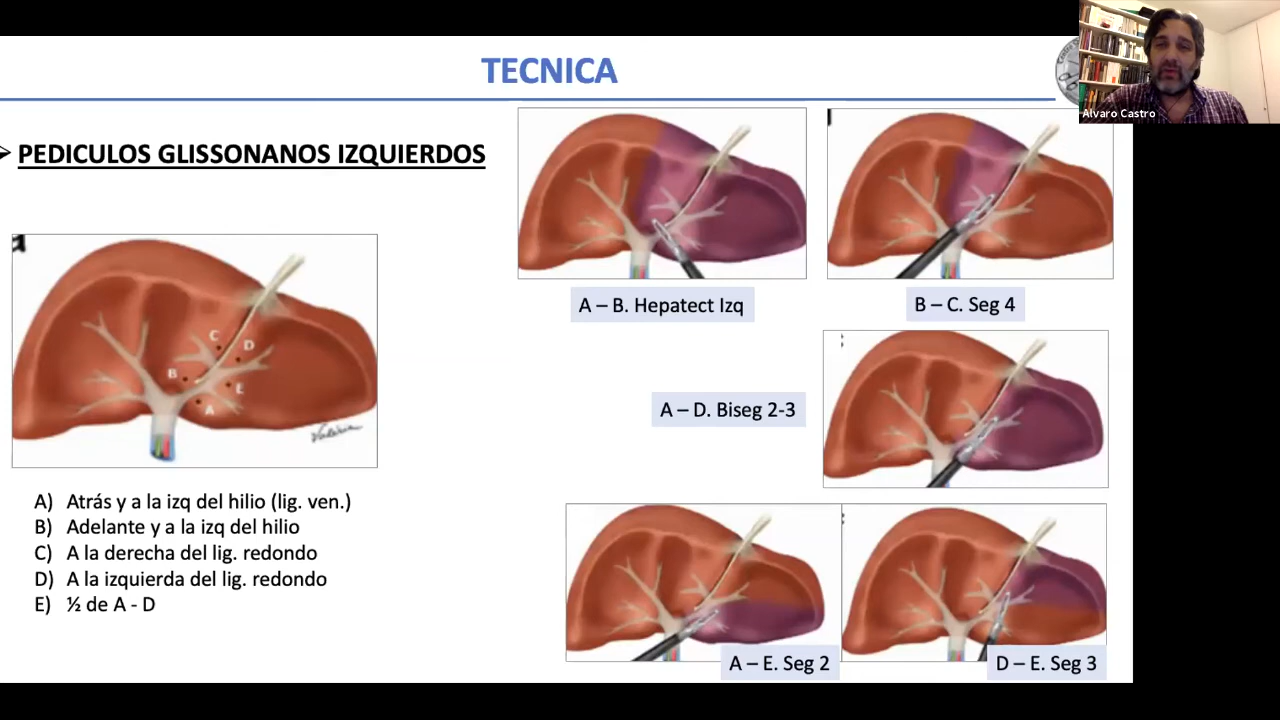 TECNICA
Alvaro Castro
PEDICULOS GLISSONANOS IZQUIERDOS
C
D
B
E
A
A) Atrás y a la izq del hilio (lig. ven.)
B) Adelante y a la izq del hilio
C) A la derecha del lig. redondo
D) A la izquierda del lig. redondo
E) ½ de A - D
A – B. Hepatect Izq
B – C. Seg 4
A – D. Biseg 2-3
A – E. Seg 2
D – E. Seg 3